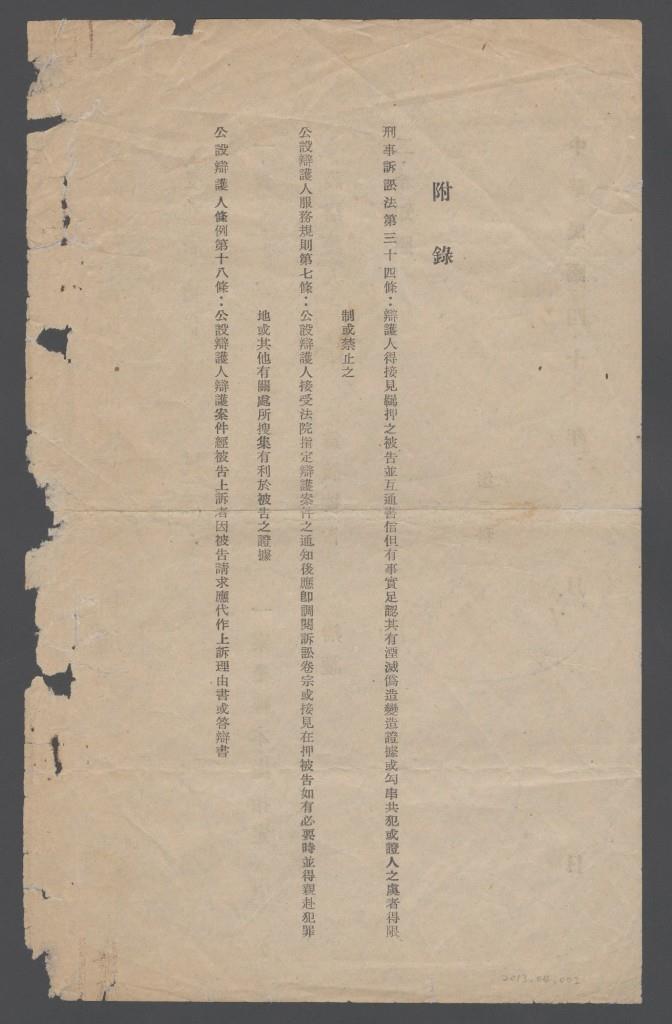 附錄
刑事訴訟法第三十四條：辯護人得接見羈押之被告並互通書信但有事實足認其有湮滅僞造變造證據或勾串共犯或證人之虞者得限
制或禁止之
公設辯護人服務規則第七條：公設辯護人接受法院指定辯護案件之通知後應卽調閱訴訟卷宗或接見在押被告如有必要時並得親赴犯罪
地或其他有關處所搜集有利於被告之證據
公設辯護人條例第十八條：公設辯護人辯護案件經被告上訴者因被告請求應代作上訴理由書或答辯書
2013.04.002